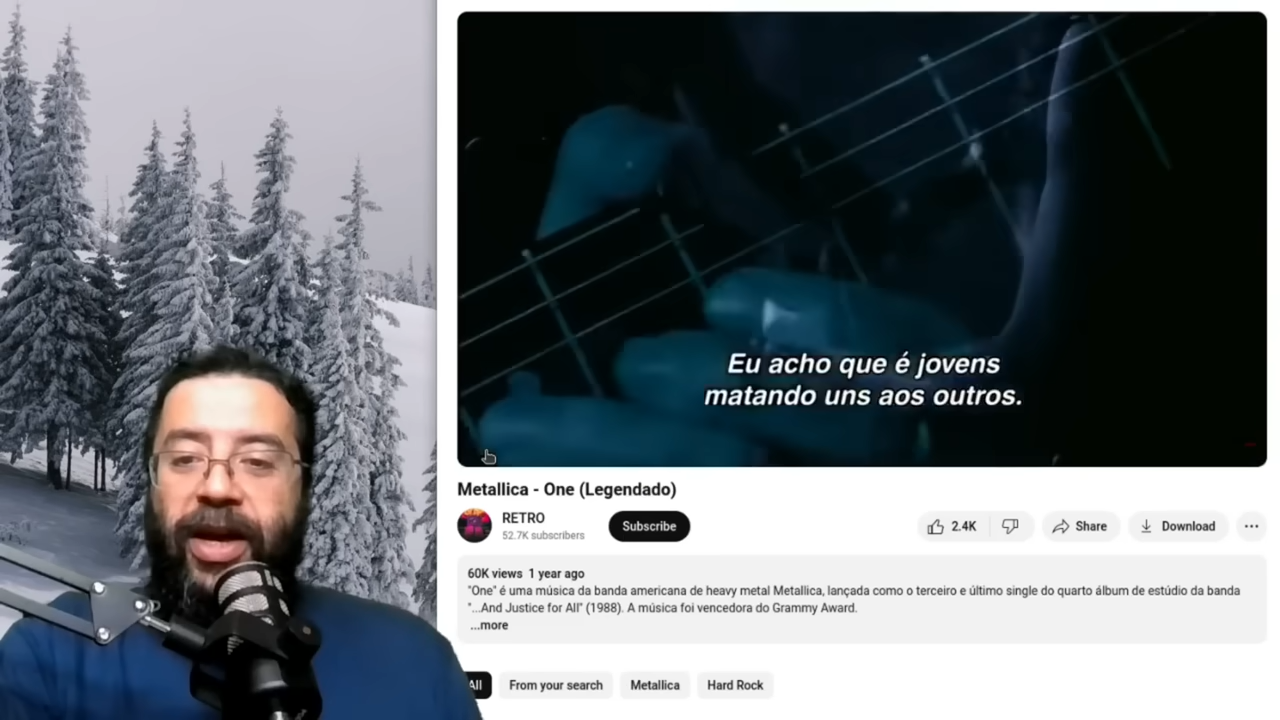 Eu acho que é jovens
matando uns aos outros.
Metallica - One (Legendado)
RETRO
52.7K subscribers
Subscribe
2.4K
Share
Download
60K views 1 year ago
"One" é uma música da banda americana de heavy metal Metallica, lançada como o terceiro e último single do quarto álbum de estúdio da banda
"...And Justice for All" (1988). A música foi vencedora do Grammy Award.
...more
All
From your search
Metallica
Hard Rock